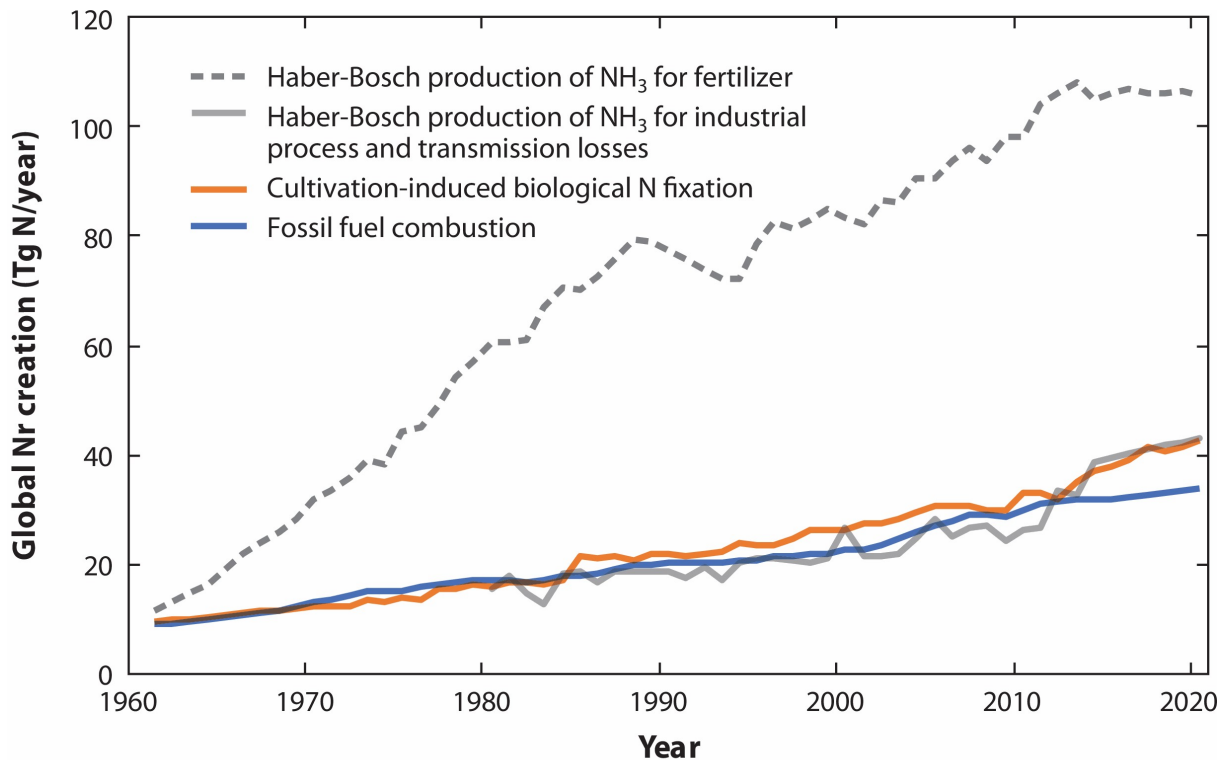 120
100
80
60
40
20
0
Global Nr creation (Tg N/year)
Haber-Bosch production of NH₃ for fertilizer
Haber-Bosch production of NH₃ for industrial
process and transmission losses
Cultivation-induced biological N fixation
Fossil fuel combustion
1960
1970
1980
1990
2000
2010
2020
Year